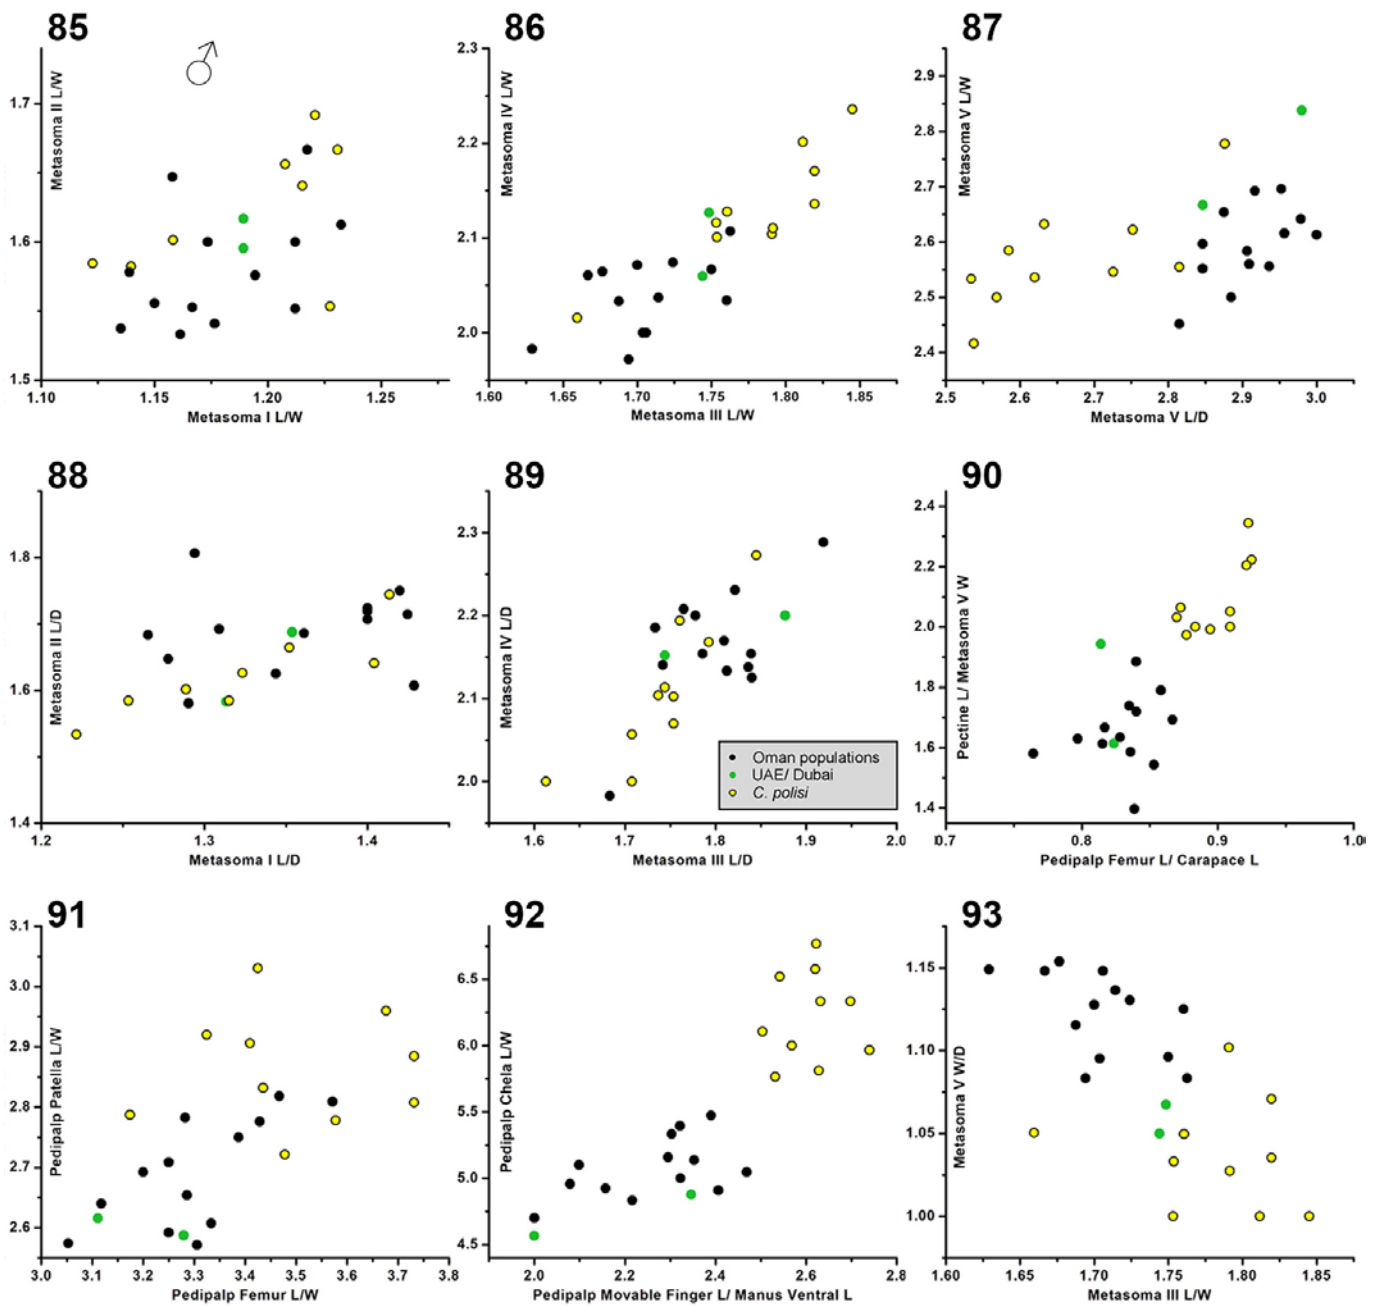 85
♂
Metasoma II L/W
1.7
1.6
1.5
1.10 1.15 1.20 1.25
Metasoma I L/W
86
Metasoma IV L/W
2.3
2.2
2.1
2.0
1.60 1.65 1.70 1.75 1.80 1.85
Metasoma III L/W
87
Metasoma V L/W
2.9
2.8
2.7
2.6
2.5
2.4
2.5 2.6 2.7 2.8 2.9 3.0
Metasoma V L/D
88
Metasoma II L/D
1.8
1.6
1.4
1.2 1.3 1.4
Metasoma I L/D
89
Metasoma IV L/D
2.3
2.2
2.1
2.0
Oman populations
UAE/ Dubai
C. polisi
1.6 1.7 1.8 1.9 2.0
Metasoma III L/D
90
Pectine L/ Metasoma V W
2.4
2.2
2.0
1.8
1.6
1.4
0.7 0.8 0.9 1.0
Pedipalp Femur L/ Carapace L
91
Pedipalp Patella L/W
3.1
3.0
2.9
2.8
2.7
2.6
3.0 3.1 3.2 3.3 3.4 3.5 3.6 3.7 3.8
Pedipalp Femur L/W
92
Pedipalp Chela L/W
6.5
6.0
5.5
5.0
4.5
2.0 2.2 2.4 2.6 2.8
Pedipalp Movable Finger L/ Manus Ventral L
93
Metasoma V W/D
1.15
1.10
1.05
1.00
1.60 1.65 1.70 1.75 1.80 1.85
Metasoma III L/W